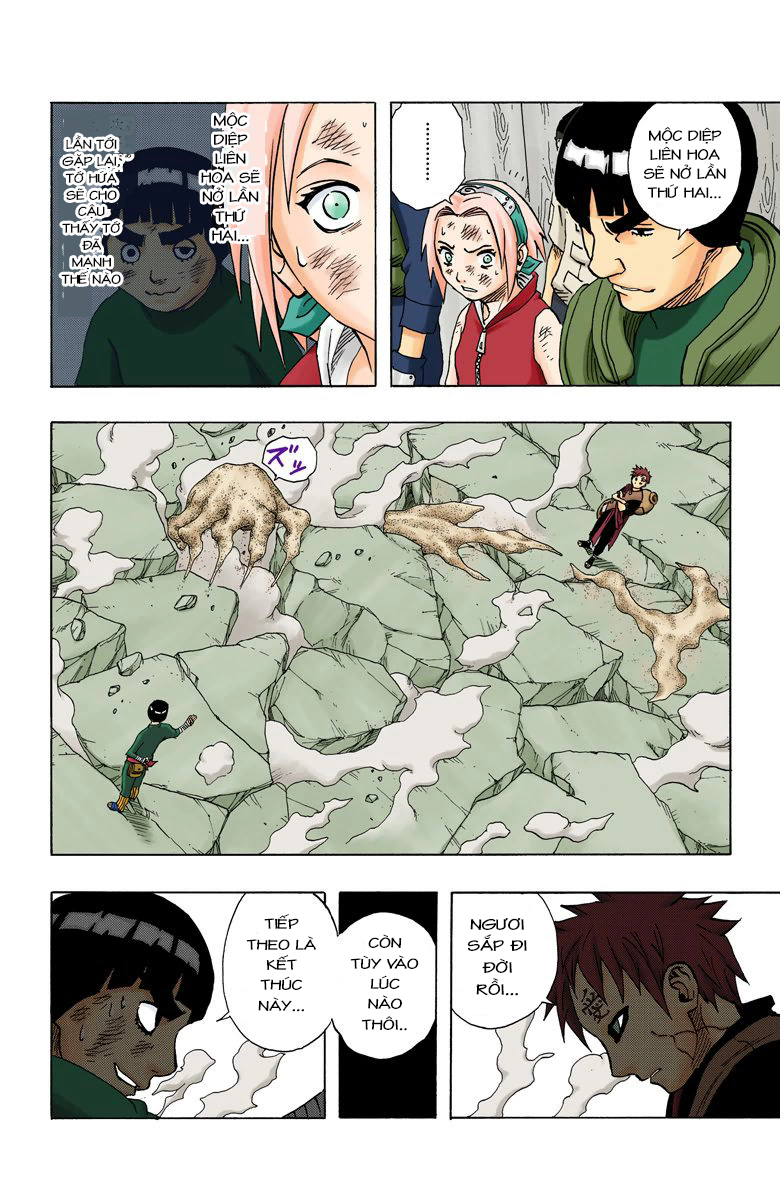 MỘC
DIỆP LIÊN HOA
SẼ NỞ LẦN
THỨ HAI...
.........
MỘC
DIỆP
LIÊN
HOA SẼ
NỞ LẦN
THỨ
HAI...
LẦN TỚI
GẶP LẠI,
TỚ HỨA
SẼ CHO
CẬU
THẤY TỚ
ĐÃ
MẠNH
THẾ NÀO
ズッ
NGƯƠI
SẮP ĐI
ĐỜI
RỒI...
CÒN
TÙY VÀO
LÚC
NÀO
THÔI..
TIẾP
THEO LÀ
KẾT
THÚC
NÀY...